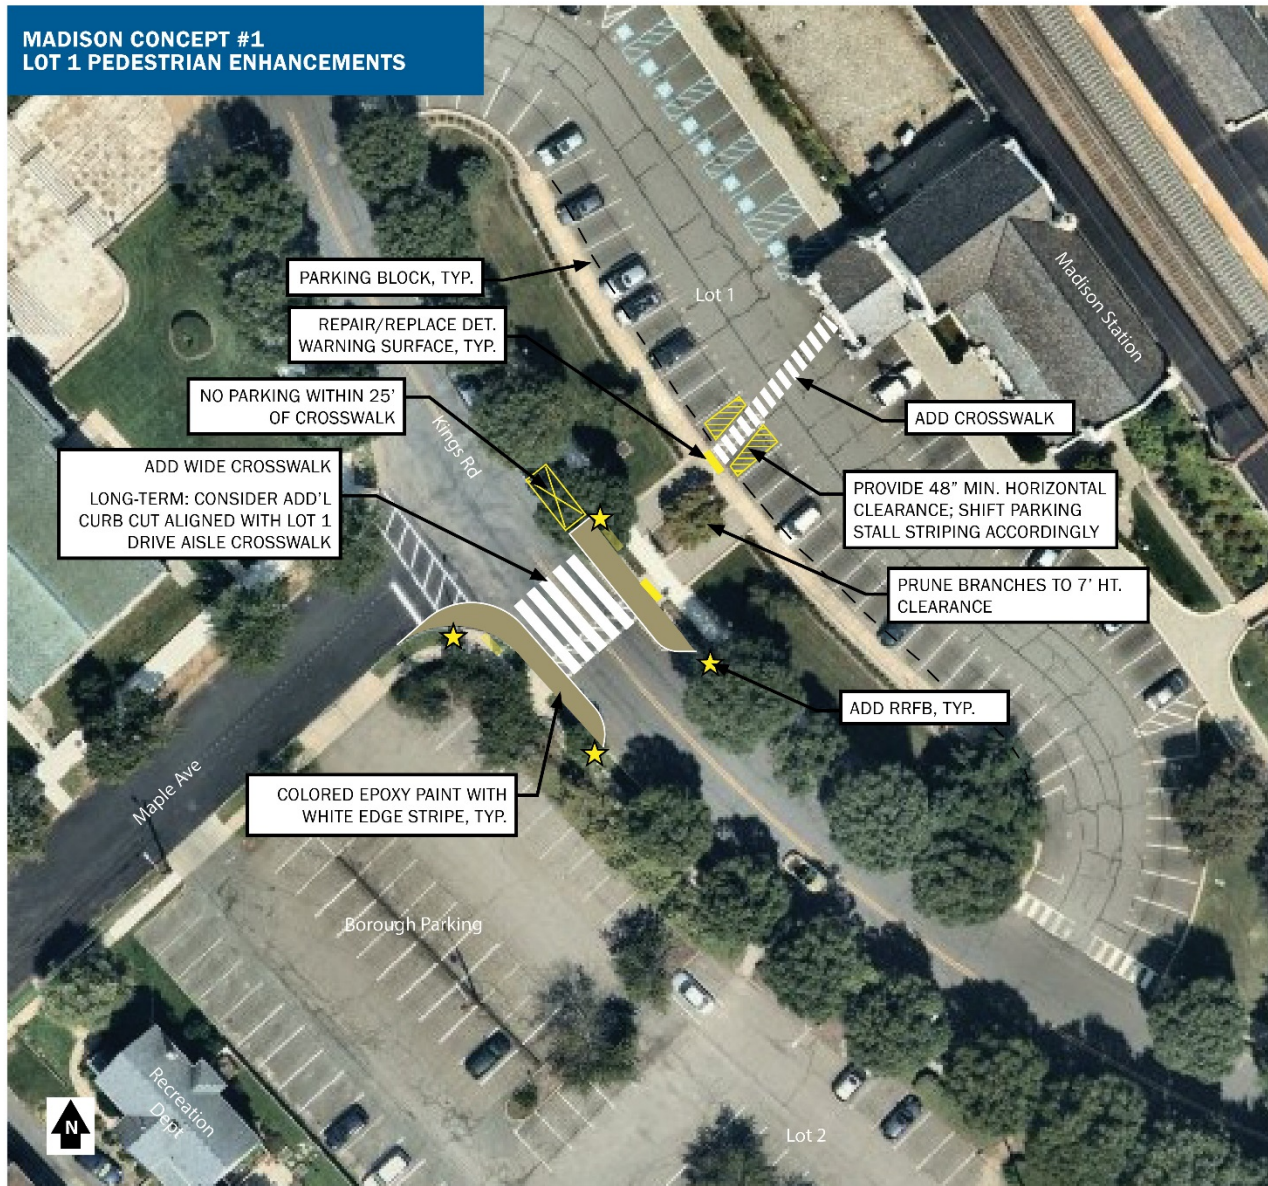 MADISON CONCEPT #1
LOT 1 PEDESTRIAN ENHANCEMENTS
PARKING BLOCK, TYP.
Lot 1
Madison Station
REPAIR/REPLACE DET.
WARNING SURFACE, TYP.
NO PARKING WITHIN 25'
OF CROSSWALK
ADD CROSSWALK
Kings Rd
ADD WIDE CROSSWALK
LONG-TERM: CONSIDER ADD'L
CURB CUT ALIGNED WITH LOT 1
DRIVE AISLE CROSSWALK
PROVIDE 48" MIN. HORIZONTAL
CLEARANCE; SHIFT PARKING
STALL STRIPING ACCORDINGLY
PRUNE BRANCHES TO 7' HT.
CLEARANCE
ADD RRFB, TYP.
Maple Ave
COLORED EPOXY PAINT WITH
WHITE EDGE STRIPE, TYP.
Borough Parking
Recreation
Dept
Lot 2
N